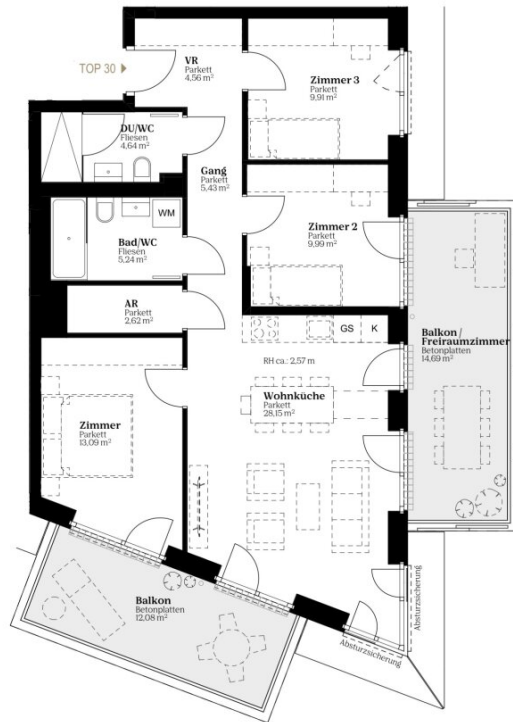 TOP 30
VR
Parkett
4,56 m²
Zimmer 3
Parkett
9,91 m²
DU/WC
Fliesen
4,64 m²
Gang
Parkett
5,43 m²
Zimmer 2
Parkett
9,99 m²
WM
Bad/WC
Fliesen
5,24 m²
AR
Parkett
2,62 m²
GS
K
RH ca.: 2,57 m
Balkon/
Freiraumzimmer
Betonplatten
14,69 m²
Wohnküche
Parkett
28,15 m²
Zimmer
Parkett
13,09 m²
Balkon
Betonplatten
12,08 m²
Absturzsicherung
Absturzsicherung